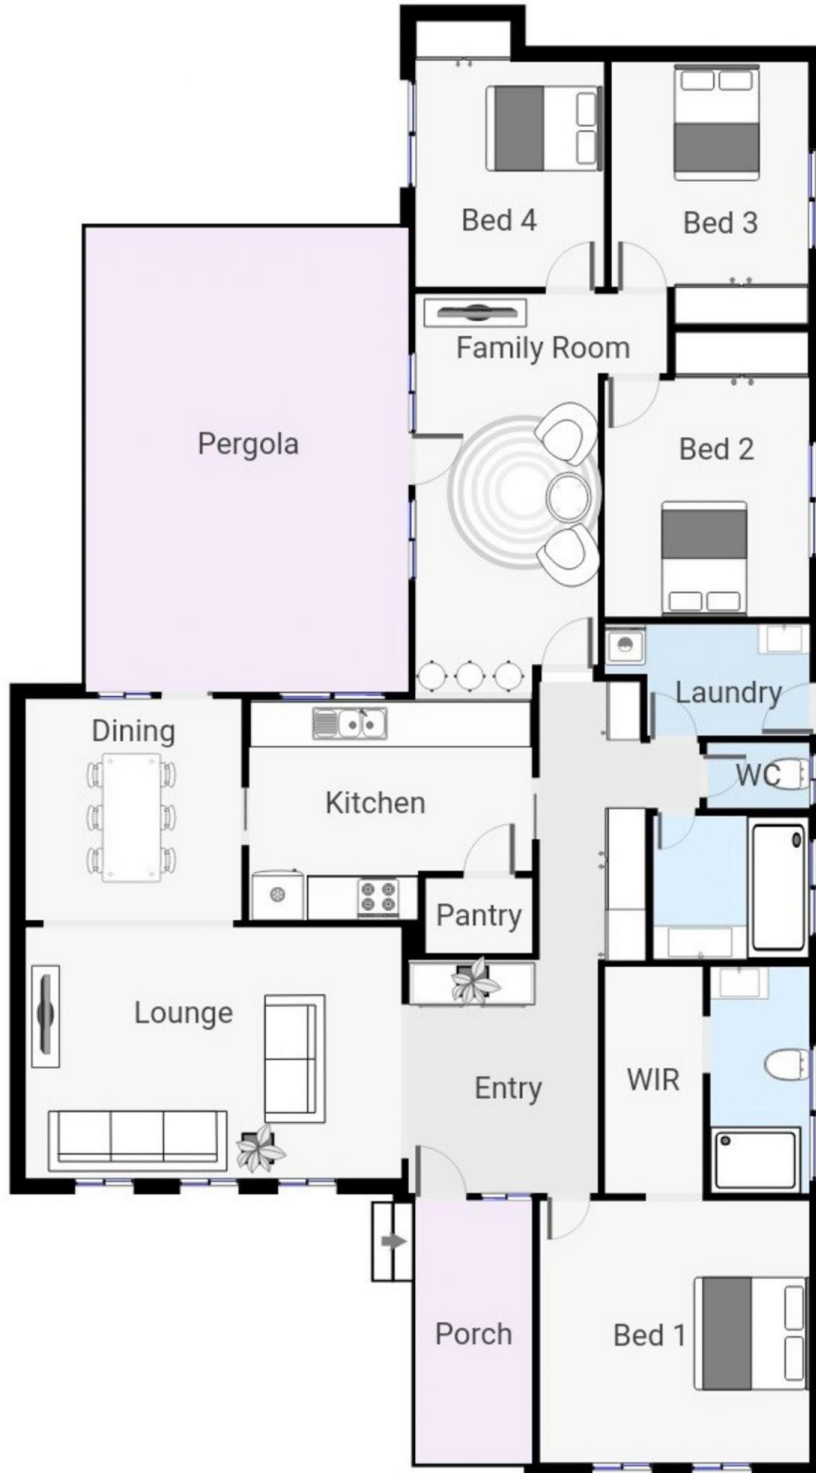 Bed 4
Bed 3
Family Room
Pergola
Bed 2
Laundry
Dining
WC
Kitchen
Pantry
Lounge
Entry
WIR
Porch
Bed 1